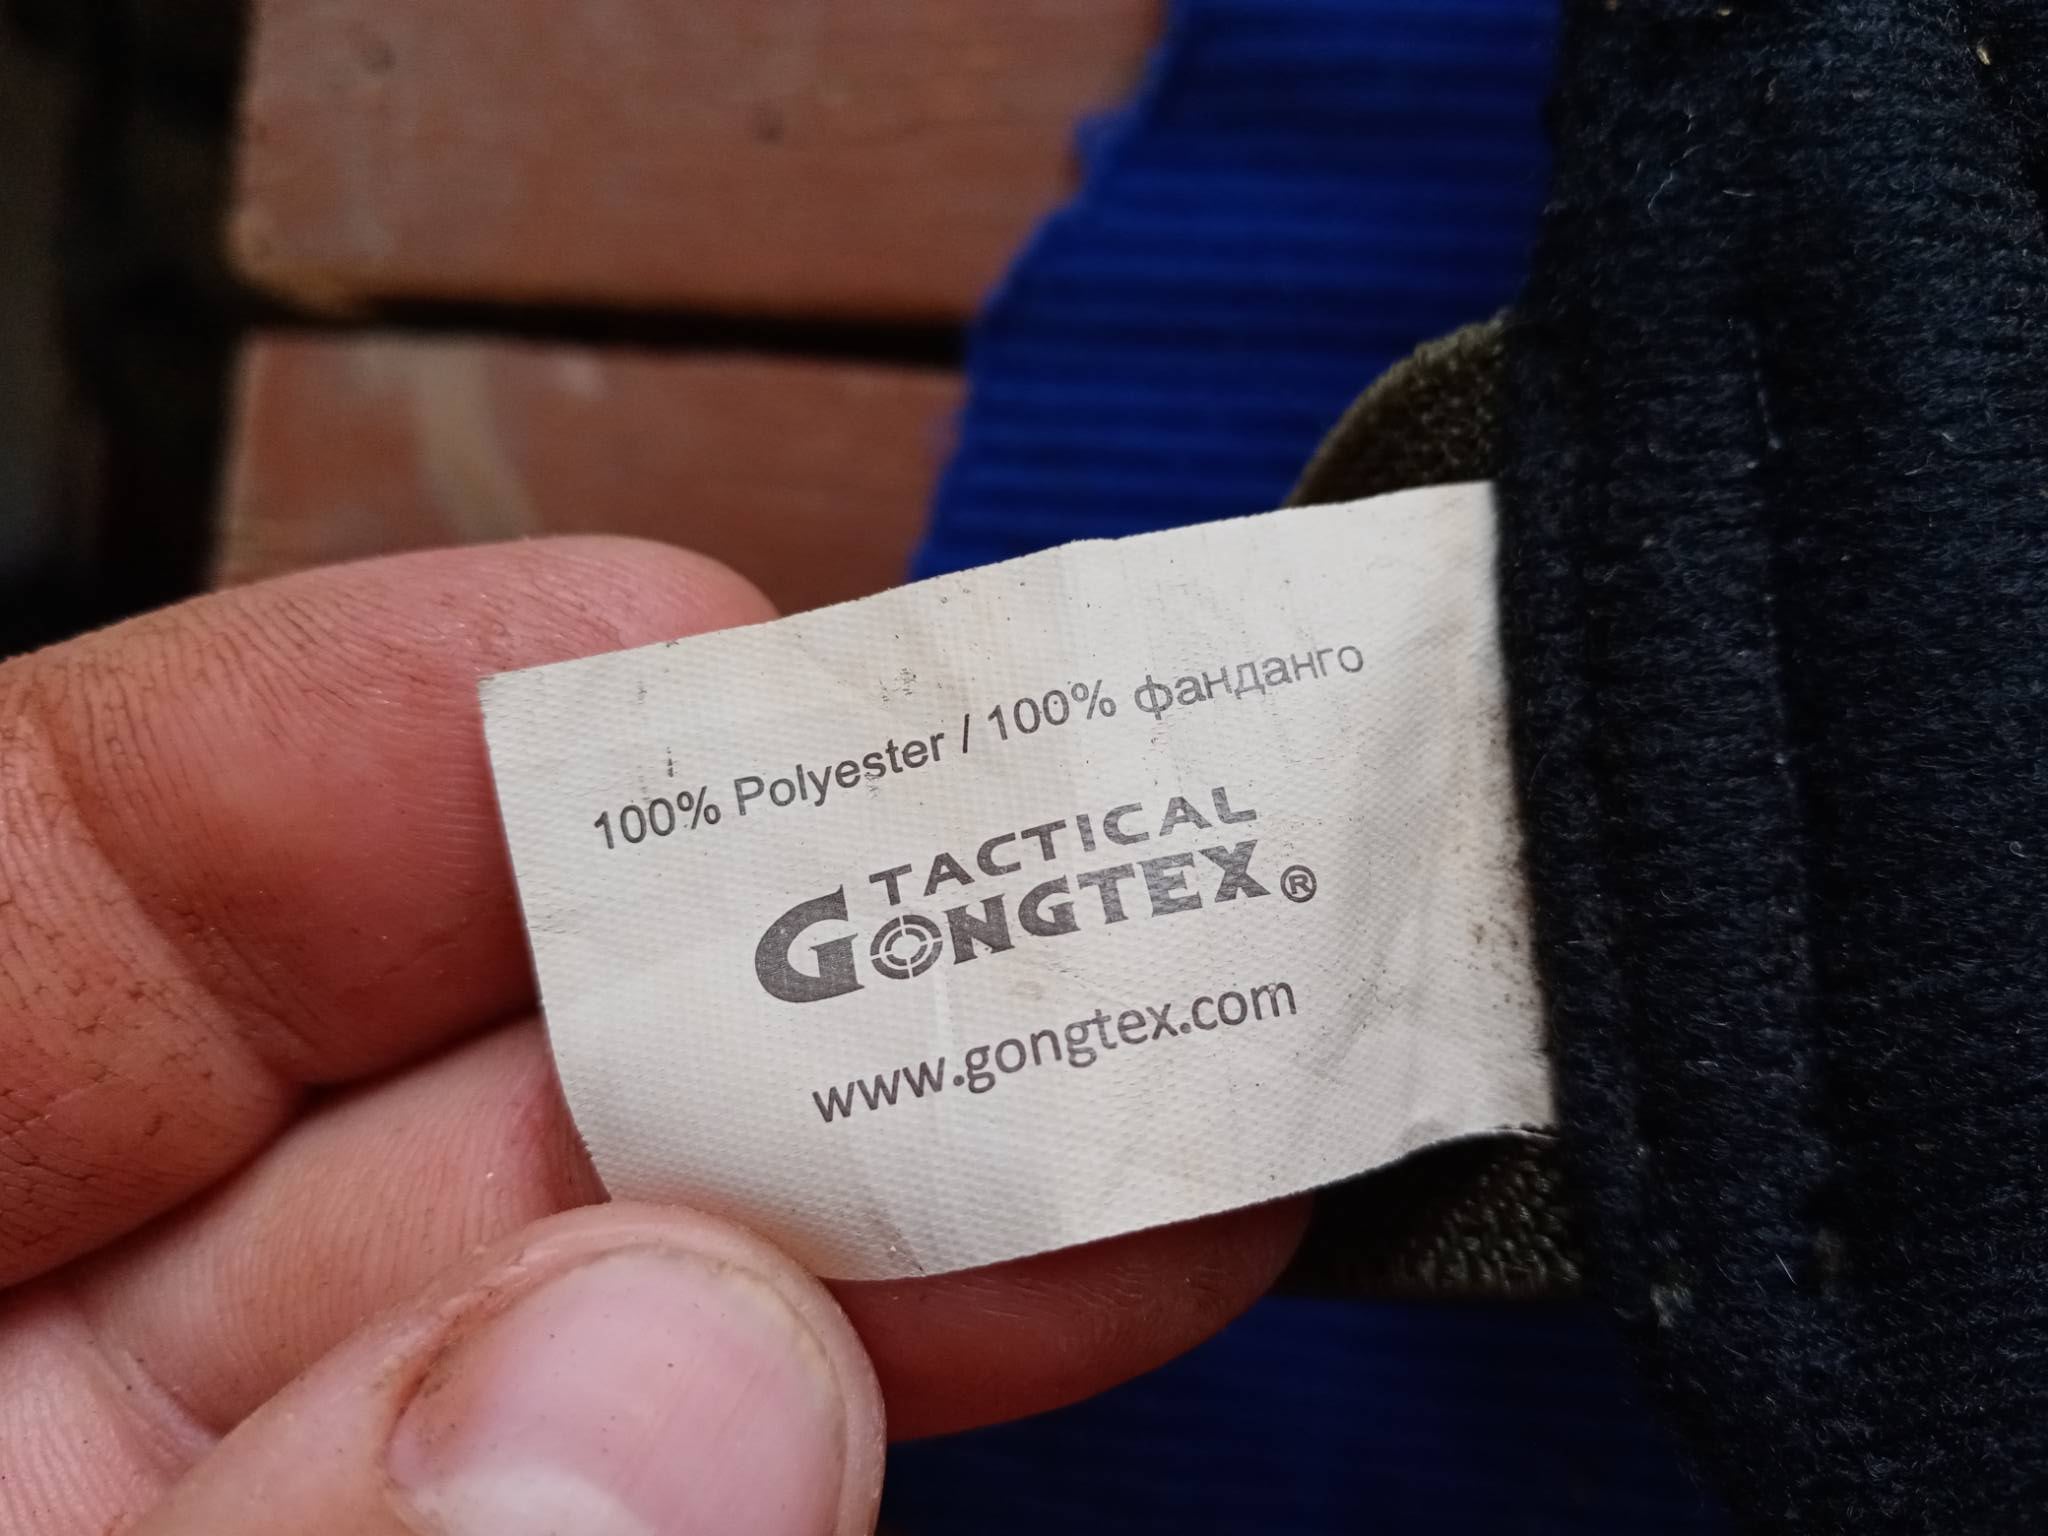 100% Polyester / 100% фанданго
TACTICAL
GONGTEX®
www.gongtex.com